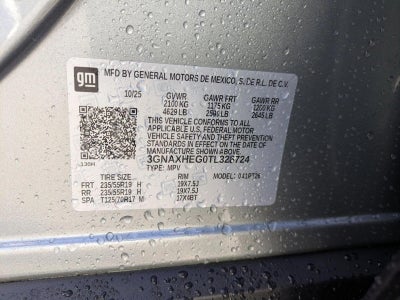 gm
MFD BY GENERAL MOTORS DE MEXICO, S. DE R.L. DE C.V.
10/25 GVWR GAWR FRT GAWR RR
2100 KG 1175 KG 1200 KG
4629 LB LB 2645 LB
THIS VEHICLE CONFORMS TO ALL
APPLICABLE U.S. FEDERAL MOTOR
VEHICLE SAFETY AND THEFT PREVENTION
STANDARDS IN EFFECT ON THE DATE OF
MANUFACTURE SHOWN ABOVE.
3GNAXHEG0TL326724
TYPE: MPV
TIRE SIZE RIM
FRT 235/55R19 H 19X7.5J
RR 235/55R19 H 19X7.5J
SPA T125/70R17 M 17X4BT